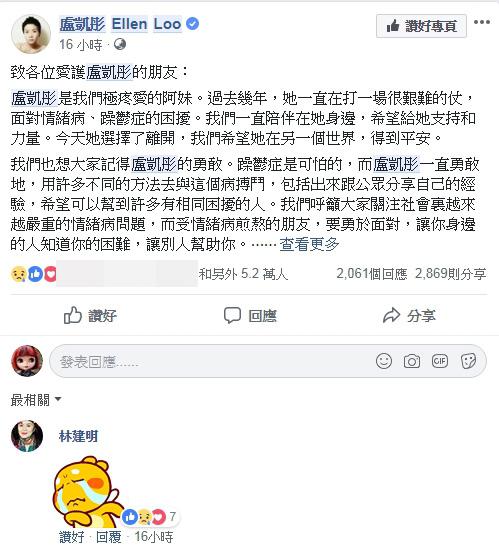 盧凱彤 Ellen Loo
讚好專頁
16 小時 ·
致各位愛護盧凱彤的朋友：
盧凱彤是我們極疼愛的阿妹。過去幾年，她一直在打一場很艱難的仗，
面對情緒病、躁鬱症的困擾。我們一直陪伴在她身邊，希望給她支持和
力量。今天她選擇了離開，我們希望她在另一個世界，得到平安。
我們也想大家記得盧凱彤的勇敢。躁鬱症是可怕的，而盧凱彤一直勇敢
地，用許多不同的方法去與這個病搏鬥，包括出來跟公眾分享自己的經
驗，希望可以幫到許多有相同困擾的人。我們呼籲大家關注社會裏越來
越嚴重的情緒病問題，而受情緒病煎熬的朋友，要勇於面對，讓你身邊
的人知道你的困難，讓別人幫助你。⋯⋯查看更多
和另外 5.2 萬人
2,061個回應 2,869則分享
讚好 回應 分享
發表回應......
GIF
最相關
林建明
7
讚好 · 回覆 · 16小時